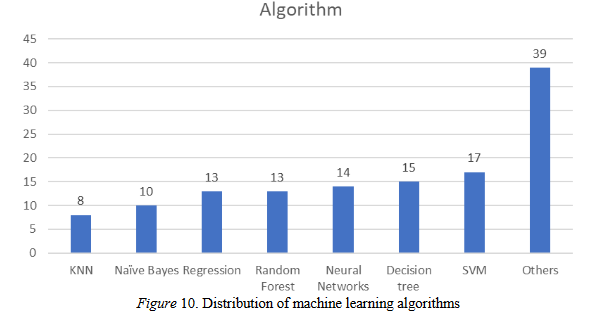 Algorithm
45
40
35
30
25
20
15
10
5
0
8
10
13
13
14
15
17
39
KNN
Naïve Bayes
Regression
Random
Forest
Neural
Networks
Decision
tree
SVM
Others
Figure 10. Distribution of machine learning algorithms